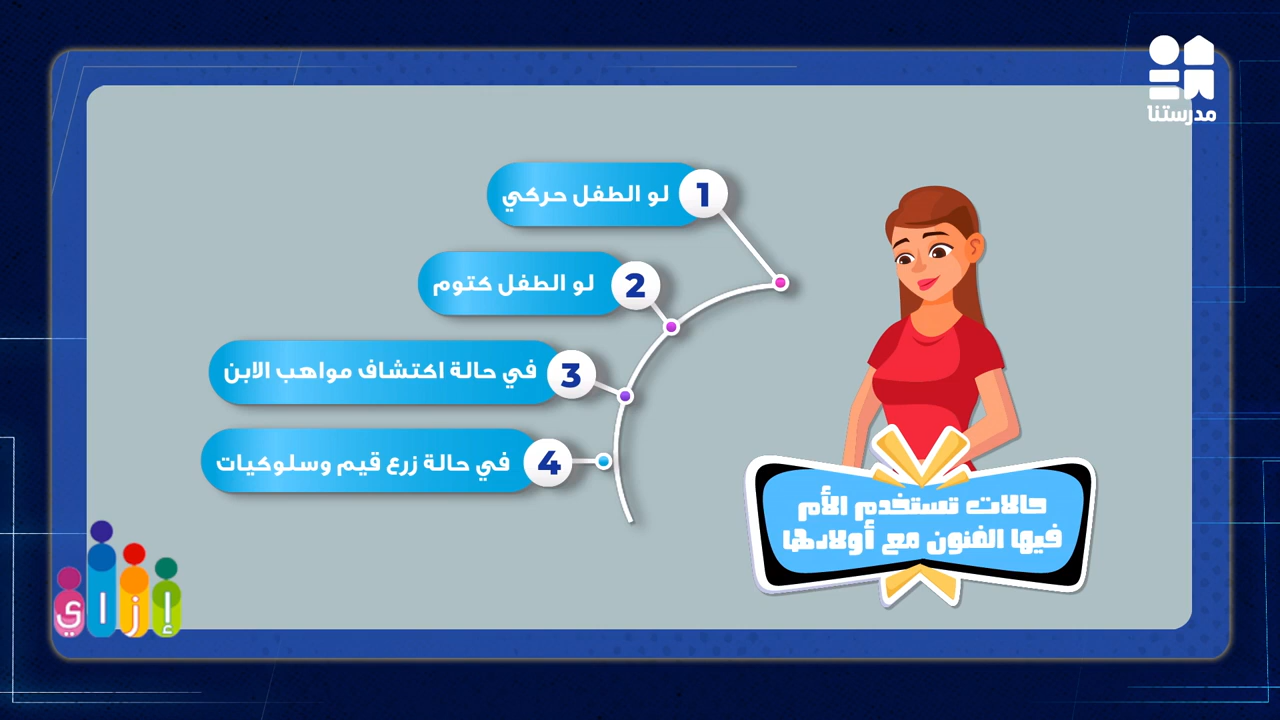 مدرستنا
حالات تستخدم الأم
فيها الفنون مع أولادها
1 لو الطفل حركي
2 لو الطفل كتوم
3 في حالة اكتشاف مواهب الابن
4 في حالة زرع قيم وسلوكيات
إزاي